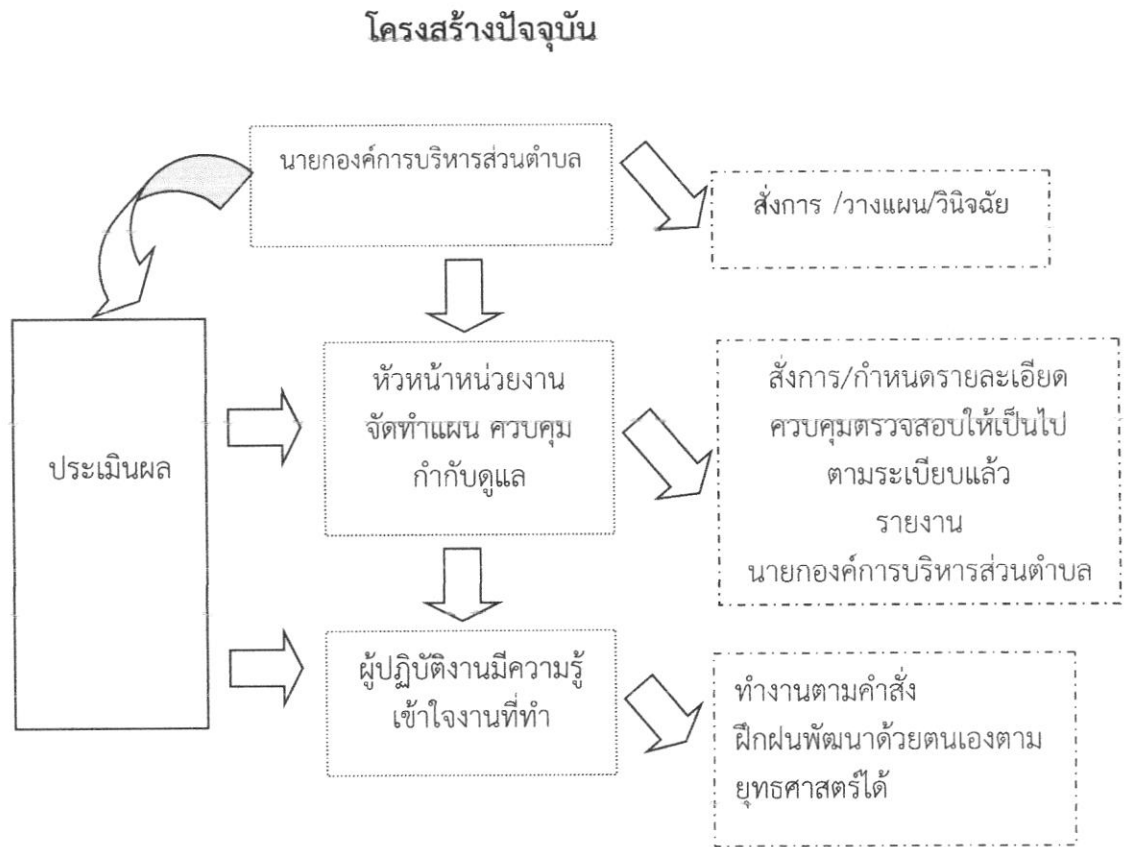 โครงสร้างปัจจุบัน
นายกองค์การบริหารส่วนตำบล
สั่งการ /วางแผน/วินิจฉัย
หัวหน้าหน่วยงาน
จัดทำแผน ควบคุม
กำกับดูแล
สั่งการ/กำหนดรายละเอียด
ควบคุมตรวจสอบให้เป็นไป
ตามระเบียบแล้ว
รายงาน
นายกองค์การบริหารส่วนตำบล
ประเมินผล
ผู้ปฏิบัติงานมีความรู้
เข้าใจงานที่ทำ
ทำงานตามคำสั่ง
ฝึกฝนพัฒนาด้วยตนเองตาม
ยุทธศาสตร์ได้